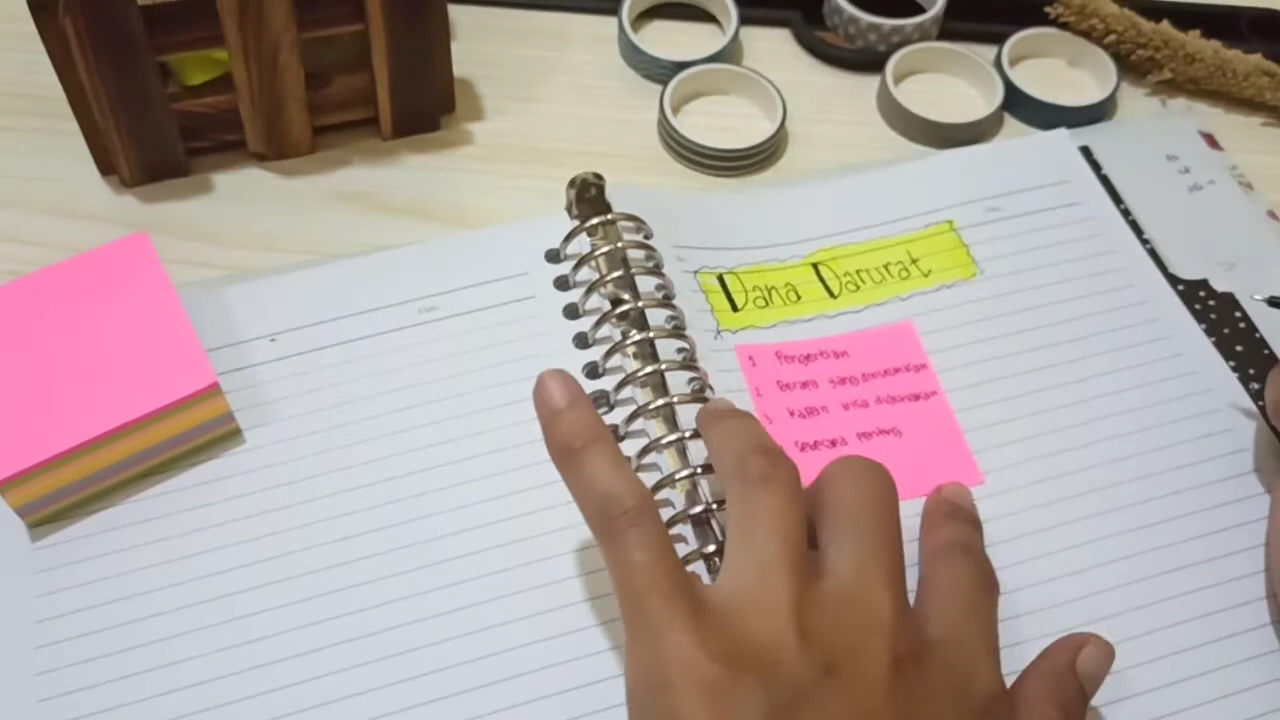 Dana Darurat
1 Pengertian
2 Berapa yang dibutuhkan
3 Kapan bisa digunakan
Seberapa penting